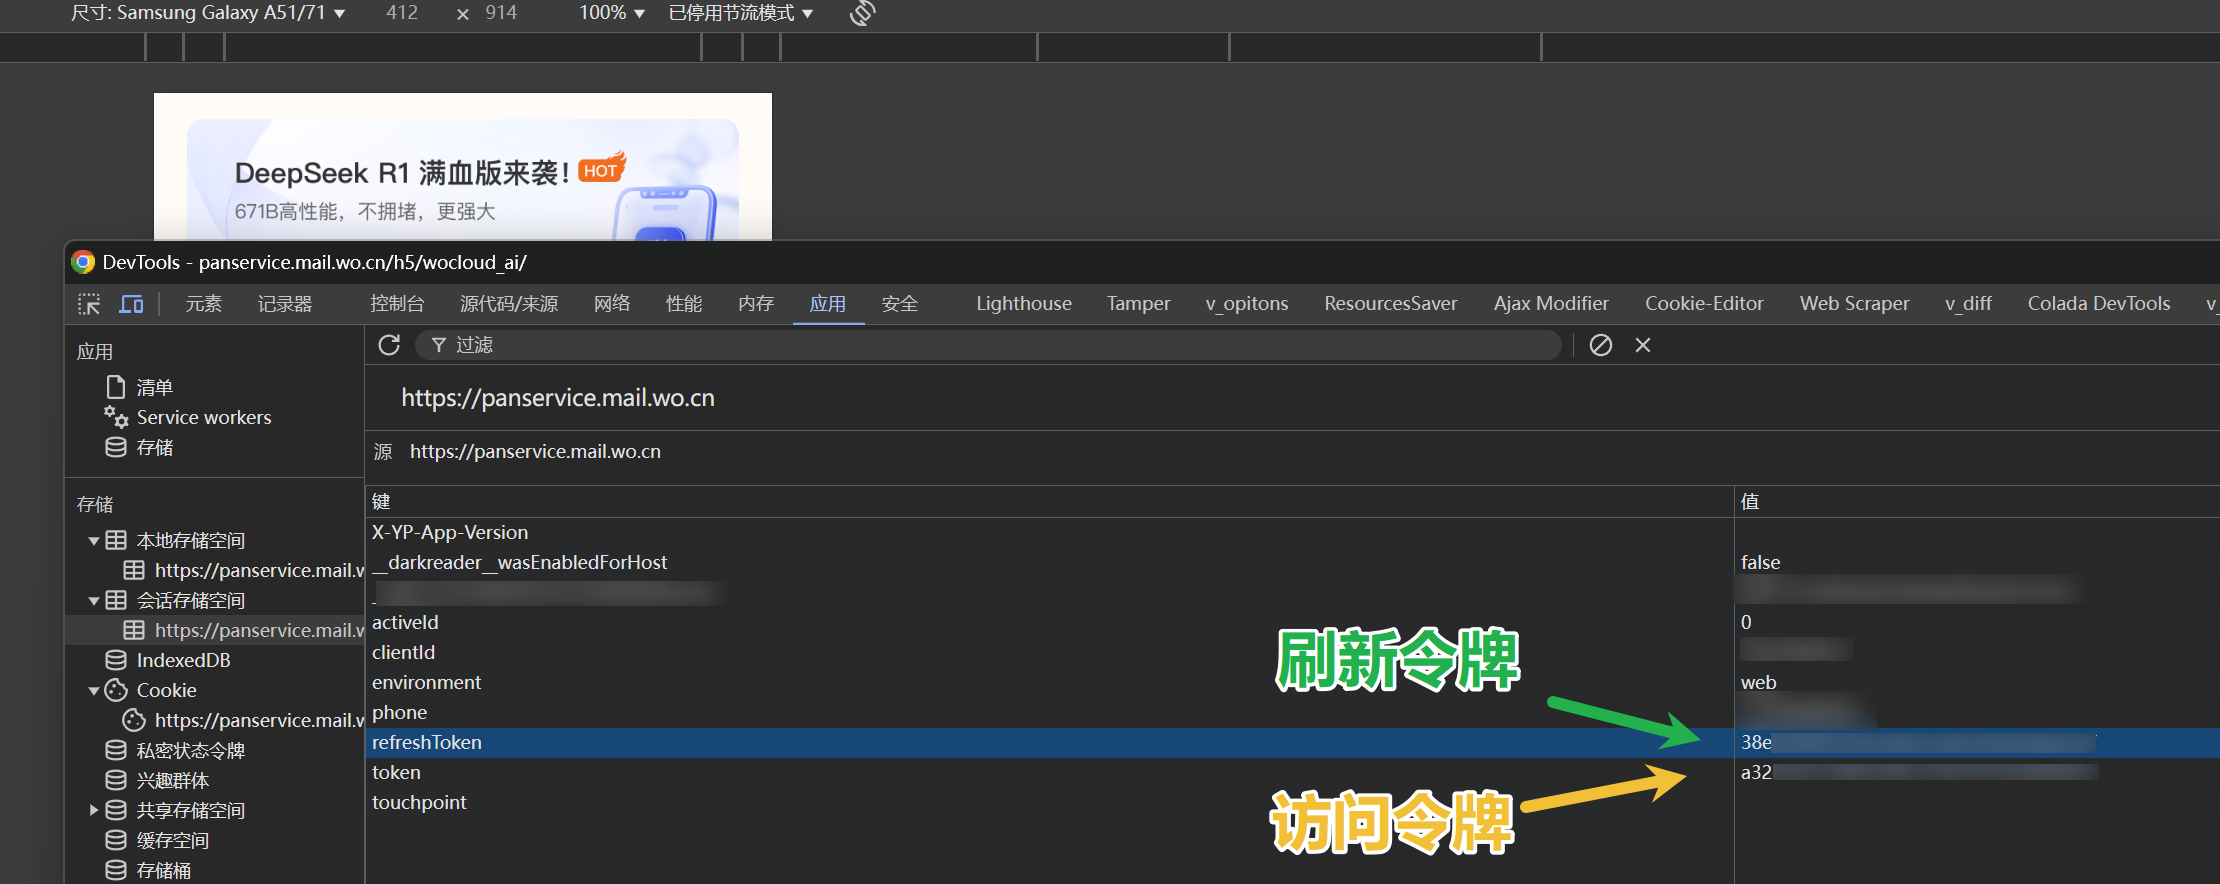 尺寸: Samsung Galaxy A51/71 ▼ 412 × 914 100% ▼ 已停用节流模式 ▼
DeepSeek R1 满血版来袭! HOT
671B高性能，不拥堵，更强大
DevTools - panservice.mail.wo.cn/h5/wocloud_ai/
元素 记录器 控制台 源代码/来源 网络 性能 内存 应用 安全 Lighthouse Tamper v_opitons ResourcesSaver Ajax Modifier Cookie-Editor Web Scraper v_diff Colada DevTools v_
应用
清单
Service workers
存储
存储
本地存储空间
https://panservice.mail.w
会话存储空间
https://panservice.mail.w
IndexedDB
Cookie
https://panservice.mail.w
私密状态令牌
兴趣群体
共享存储空间
缓存空间
存储桶
过滤
https://panservice.mail.wo.cn
源 https://panservice.mail.wo.cn
键 值
X-YP-App-Version
__darkreader__wasEnabledForHost false
_
activeId 0
clientId
environment web
phone
refreshToken 38e
token a32
touchpoint
刷新令牌
访问令牌